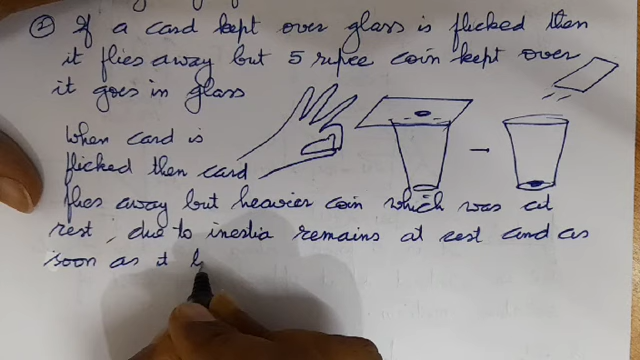 ② If a card kept over glass is flicked then
it flies away but 5 rupee coin kept over
it goes in glass
When card is
flicked then card
flies away but heavier coin which was at
rest, due to inertia remains at rest and as
soon as it